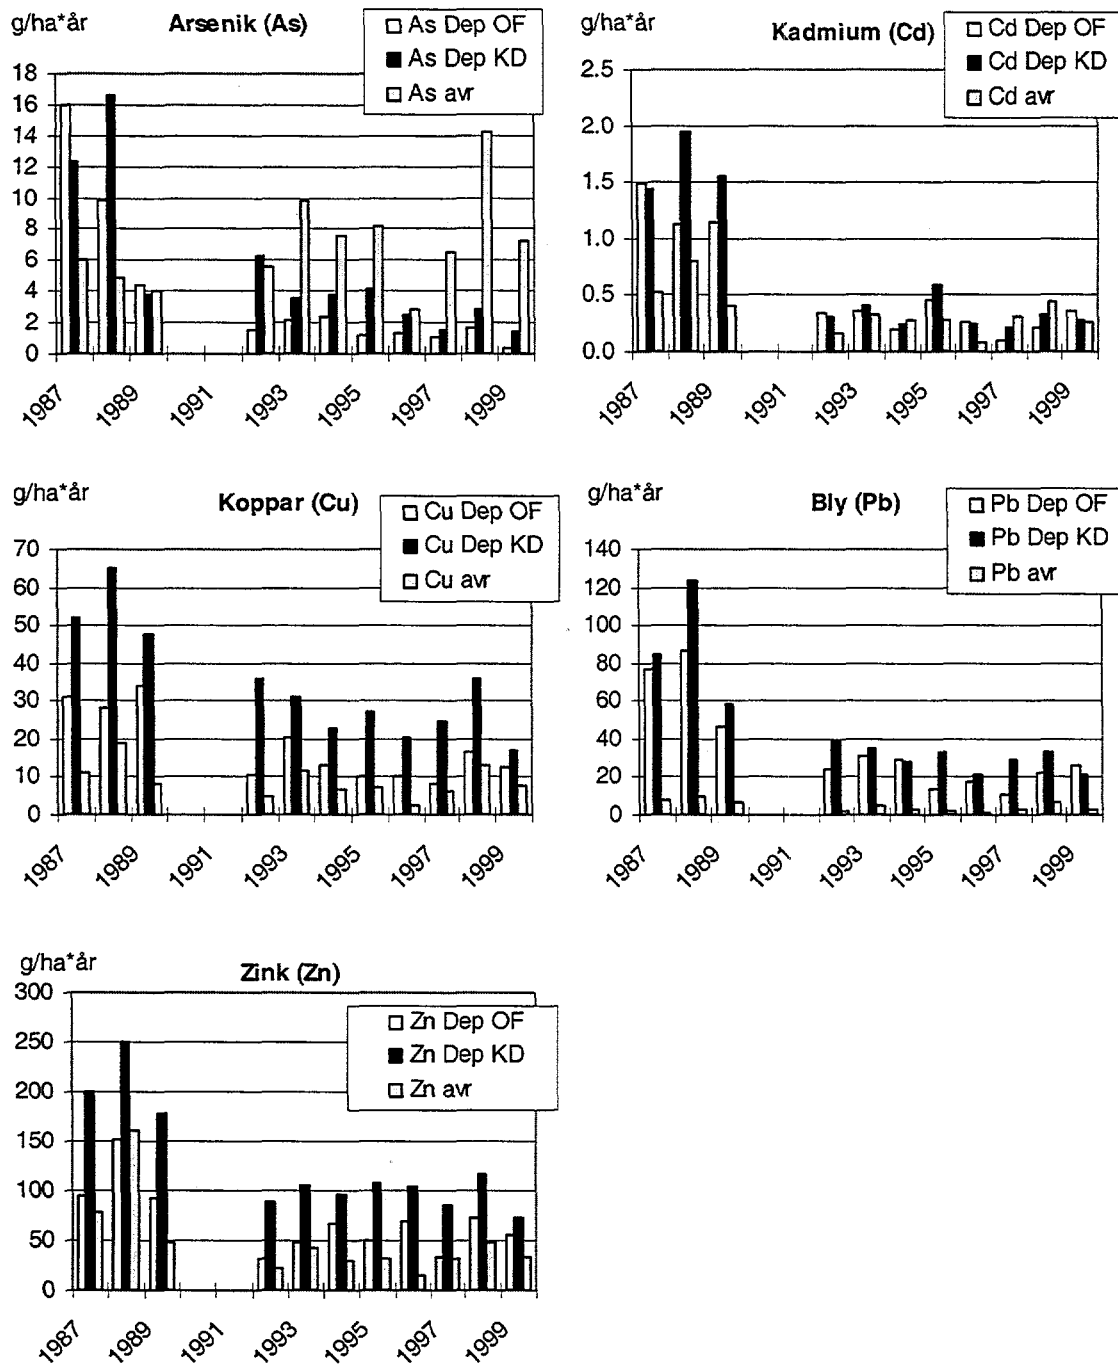 g/ha*år
Arsenik (As)
As Dep OF
As Dep KD
As avr
18
16
14
12
10
8
6
4
2
0
1987
1989
1991
1993
1995
1997
1999
g/ha*år
Kadmium (Cd)
Cd Dep OF
Cd Dep KD
Cd avr
2.5
2.0
1.5
1.0
0.5
0.0
1987
1989
1991
1993
1995
1997
1999
g/ha*år
Koppar (Cu)
Cu Dep OF
Cu Dep KD
Cu avr
70
60
50
40
30
20
10
0
1987
1989
1991
1993
1995
1997
1999
g/ha*år
Bly (Pb)
Pb Dep OF
Pb Dep KD
Pb avr
140
120
100
80
60
40
20
0
1987
1989
1991
1993
1995
1997
1999
g/ha*år
Zink (Zn)
Zn Dep OF
Zn Dep KD
Zn avr
300
250
200
150
100
50
0
1987
1989
1991
1993
1995
1997
1999